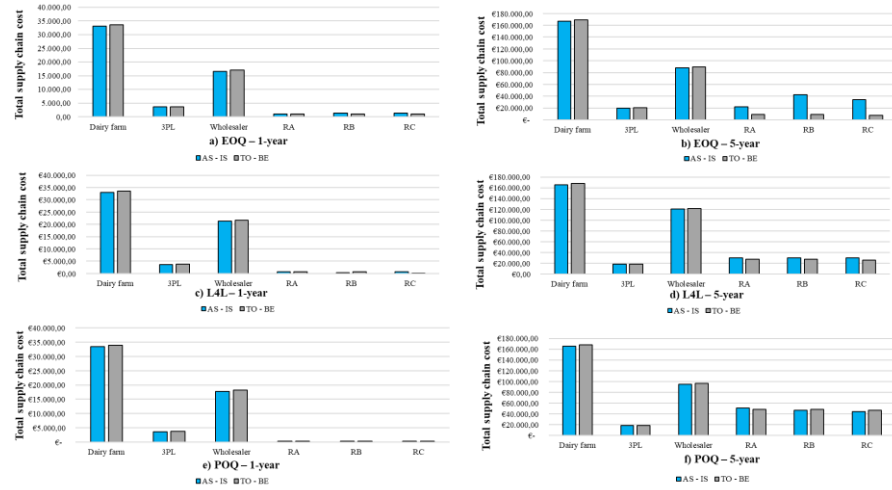 Total supply chain cost
40.000,00
35.000,00
30.000,00
25.000,00
20.000,00
15.000,00
10.000,00
5.000,00
0,00
Dairy farm 3PL Wholesaler RA RB RC
a) EOQ – 1-year
AS - IS TO - BE
Total supply chain cost
€180.000,00
€160.000,00
€140.000,00
€120.000,00
€100.000,00
€80.000,00
€60.000,00
€40.000,00
€20.000,00
€-
Dairy farm 3PL Wholesaler RA RB RC
b) EOQ – 5-year
AS - IS TO - BE
Total supply chain cost
€40.000,00
€35.000,00
€30.000,00
€25.000,00
€20.000,00
€15.000,00
€10.000,00
€5.000,00
€0,00
Dairy farm 3PL Wholesaler RA RB RC
c) L4L – 1-year
AS - IS TO - BE
Total supply chain cost
€180.000,00
€160.000,00
€140.000,00
€120.000,00
€100.000,00
€80.000,00
€60.000,00
€40.000,00
€20.000,00
€0,00
Dairy farm 3PL Wholesaler RA RB RC
d) L4L – 5-year
AS - IS TO - BE
Total supply chain cost
€40.000,00
€35.000,00
€30.000,00
€25.000,00
€20.000,00
€15.000,00
€10.000,00
€5.000,00
€-
Dairy farm 3PL Wholesaler RA RB RC
e) POQ – 1-year
AS - IS TO - BE
Total supply chain cost
€180.000,00
€160.000,00
€140.000,00
€120.000,00
€100.000,00
€80.000,00
€60.000,00
€40.000,00
€20.000,00
€-
Dairy farm 3PL Wholesaler RA RB RC
f) POQ – 5-year
AS - IS TO - BE